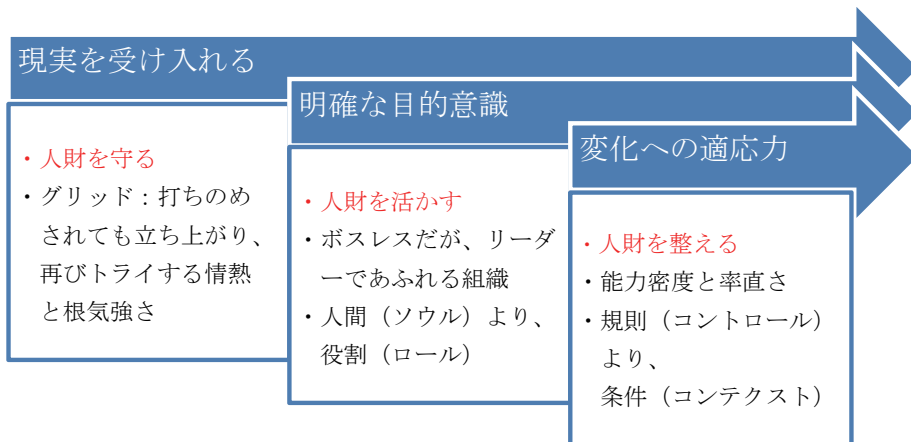 現実を受け入れる
・人財を守る
・グリッド：打ちのめ
されても立ち上がり、
再びトライする情熱
と根気強さ
明確な目的意識
・人財を活かす
・ボスレスだが、リーダ
ーであふれる組織
・人間（ソウル）より、
役割（ロール）
変化への適応力
・人財を整える
・能力密度と率直さ
・規則（コントロール）
より、
条件（コンテクスト）